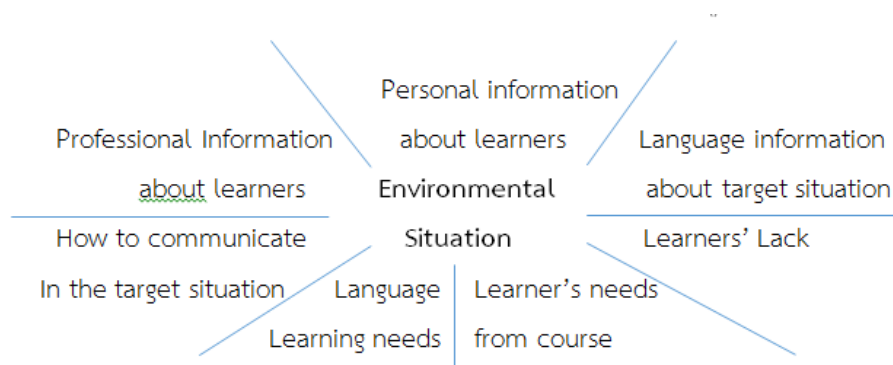 Personal information
about learners
Professional Information
about learners
Language information
about target situation
Environmental
Situation
How to communicate
In the target situation
Learners' Lack
Language
Learning needs
Learner's needs
from course